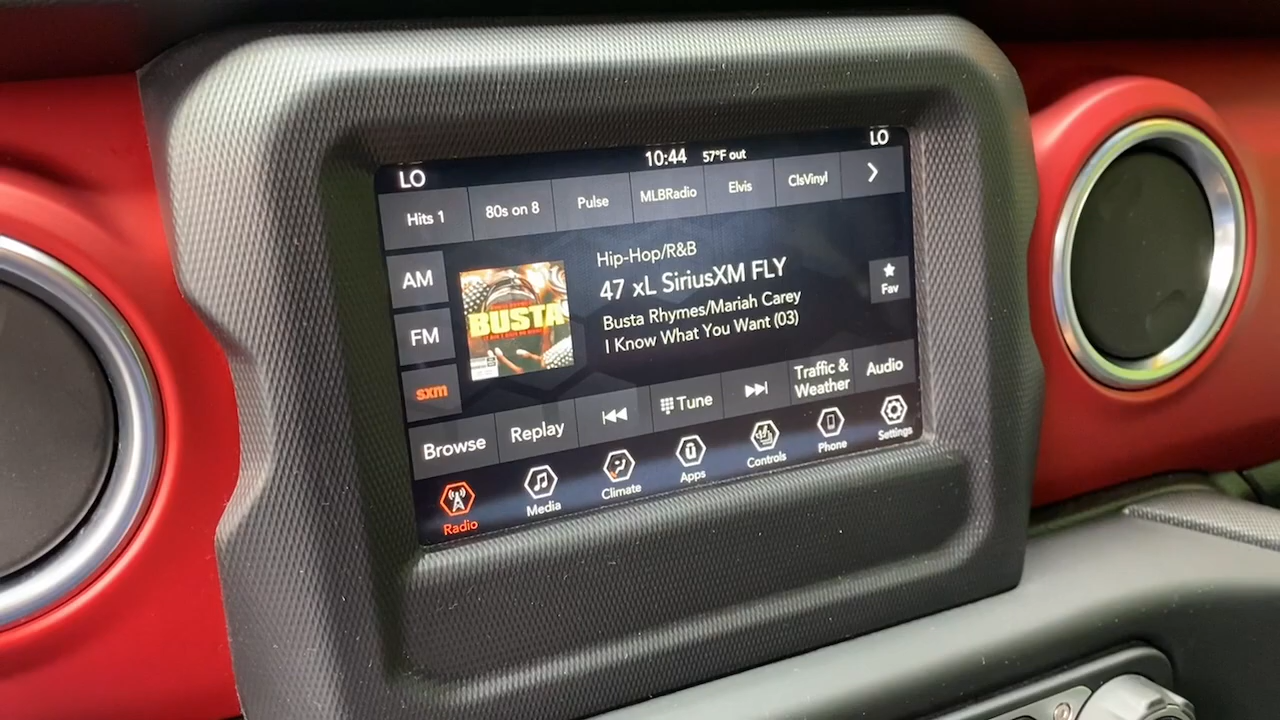 LO 10:44 57°F out LO
Hits 1 80s on 8 Pulse MLBRadio Elvis ClsVinyl
AM
FM
sxm
BUSTA
Hip-Hop/R&B
47 xL SiriusXM FLY
Busta Rhymes/Mariah Carey
I Know What You Want (03)
Fav
Browse Replay Tune Traffic & Weather Audio
Radio Media Climate Apps Controls Phone Settings